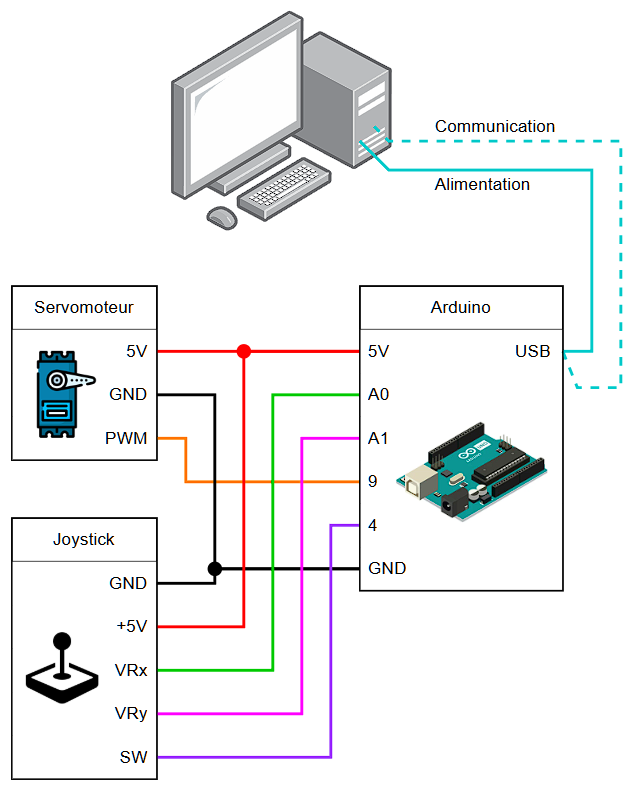 Communication
Alimentation
Servomoteur
5V
GND
PWM
Arduino
5V
USB
A0
A1
9
4
GND
Joystick
GND
+5V
VRx
VRy
SW